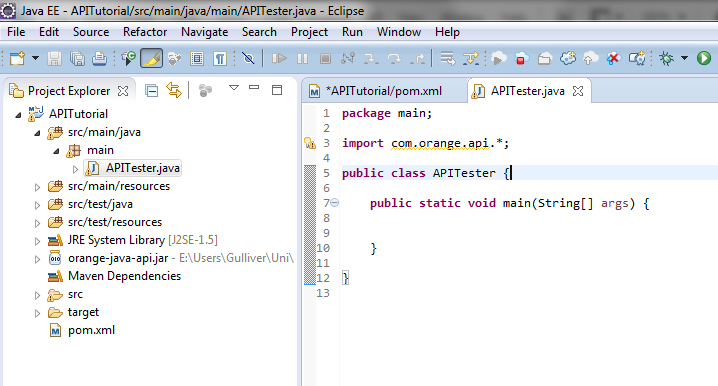 Java EE - APITutorial/src/main/java/main/APITester.java - Eclipse
File Edit Source Refactor Navigate Search Project Run Window Help
Project Explorer
APITutorial
src/main/java
main
APITester.java
src/main/resources
src/test/java
src/test/resources
JRE System Library [J2SE-1.5]
orange-java-api.jar - E:\Users\Gulliver\Uni\
Maven Dependencies
src
target
pom.xml
*APITutorial/pom.xml
APITester.java
1 package main;
2
3 import com.orange.api.*;
4
5 public class APITester {
6
7 public static void main(String[] args) {
8
9
10 }
11
12 }
13